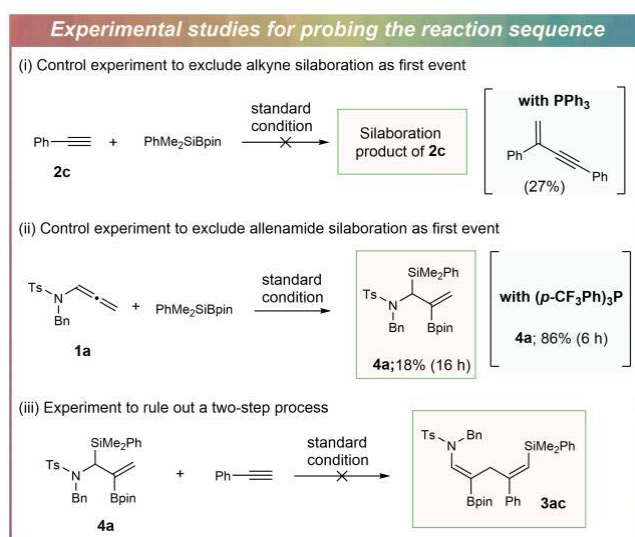 Experimental studies for probing the reaction sequence
(i) Control experiment to exclude alkyne silaboration as first event
Ph
2c
+
PhMe2SiBpin
standard
condition
Silaboration
product of 2c
with PPh3
Ph
Ph
(27%)
(ii) Control experiment to exclude allenamide silaboration as first event
Ts
N
Bn
1a
+
PhMe2SiBpin
standard
condition
SiMe2Ph
Ts
N
Bn
Bpin
4a;18% (16 h)
with (p-CF3Ph)3P
4a; 86% (6 h)
(iii) Experiment to rule out a two-step process
SiMe2Ph
Ts
N
Bn
Bpin
4a
+
Ph
standard
condition
Ts
N
Bn
SiMe2Ph
Bpin
Ph
3ac